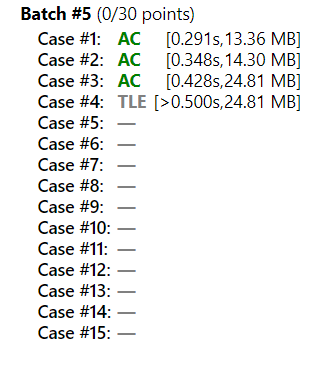 Batch #5 (0/30 points)
Case #1: AC [0.291s,13.36 MB]
Case #2: AC [0.348s,14.30 MB]
Case #3: AC [0.428s,24.81 MB]
Case #4: TLE [>0.500s,24.81 MB]
Case #5: —
Case #6: —
Case #7: —
Case #8: —
Case #9: —
Case #10: —
Case #11: —
Case #12: —
Case #13: —
Case #14: —
Case #15: —